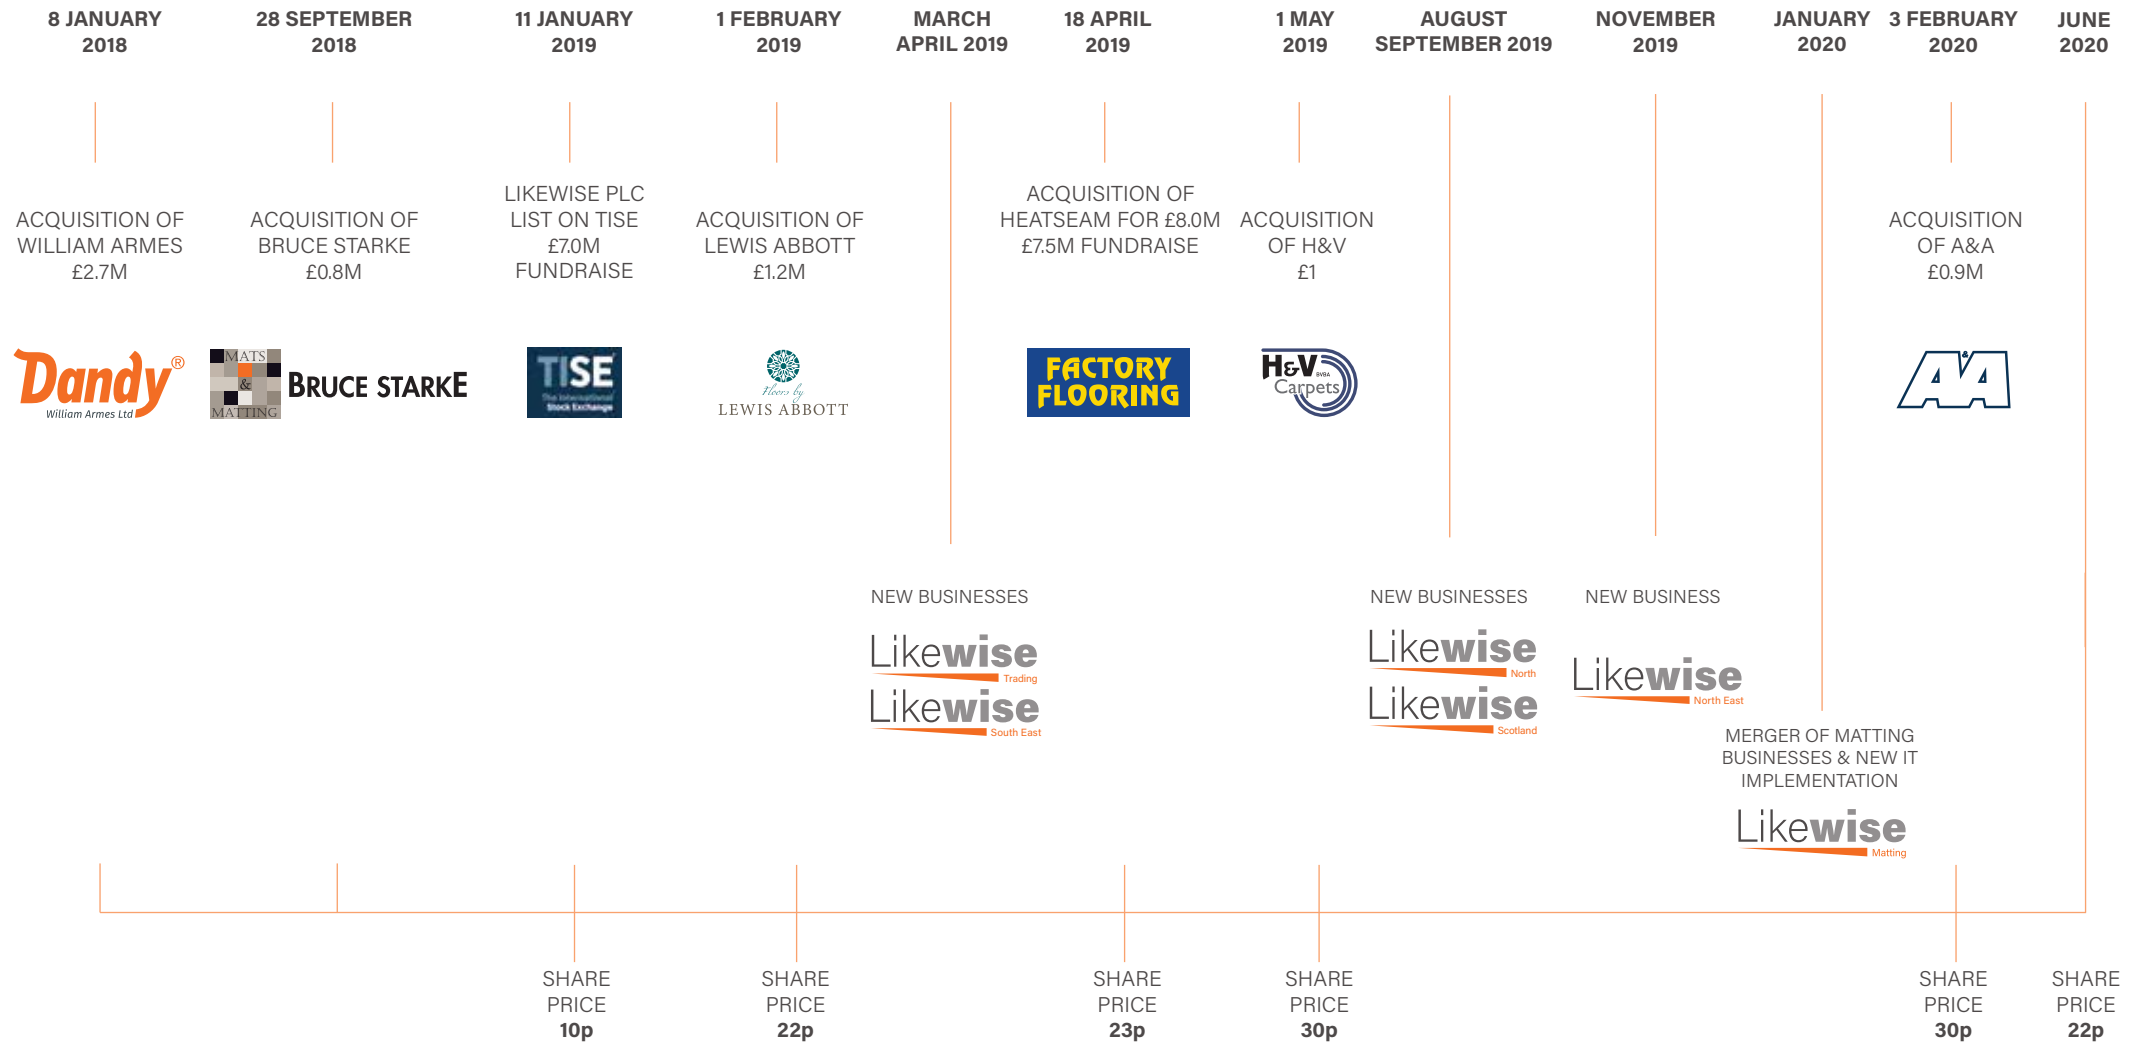 8 JANUARY
2018
28 SEPTEMBER
2018
11 JANUARY
2019
1 FEBRUARY
2019
MARCH
APRIL 2019
18 APRIL
2019
1 MAY
2019
AUGUST
SEPTEMBER 2019
NOVEMBER
2019
JANUARY
2020
3 FEBRUARY
2020
JUNE
2020
ACQUISITION OF
WILLIAM ARMES
£2.7M
ACQUISITION OF
BRUCE STARKE
£0.8M
LIKEWISE PLC
LIST ON TISE
£7.0M
FUNDRAISE
ACQUISITION OF
LEWIS ABBOTT
£1.2M
ACQUISITION OF
HEATSEAM FOR £8.0M
£7.5M FUNDRAISE
ACQUISITION
OF H&V
£1
ACQUISITION
OF A&A
£0.9M
Dandy®
William Armes Ltd
MATS
&
MATTING
BRUCE STARKE
TISE
The International
Stock Exchange
Floors by
LEWIS ABBOTT
FACTORY
FLOORING
H&V BVBA
Carpets
A&A
NEW BUSINESSES
Likewise
Trading
Likewise
South East
NEW BUSINESSES
Likewise
North
Likewise
Scotland
NEW BUSINESS
Likewise
North East
MERGER OF MATTING
BUSINESSES & NEW IT
IMPLEMENTATION
Likewise
Matting
SHARE
PRICE
10p
SHARE
PRICE
22p
SHARE
PRICE
23p
SHARE
PRICE
30p
SHARE
PRICE
30p
SHARE
PRICE
22p